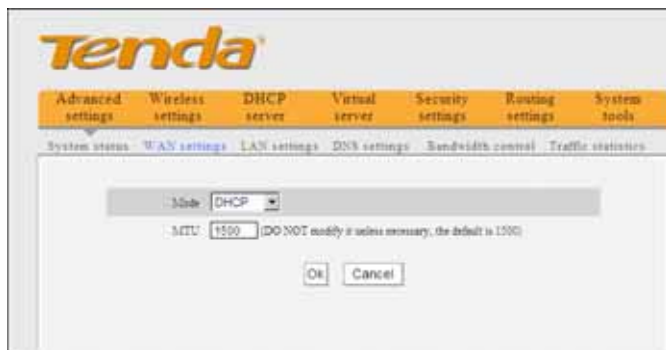 Tenda
Advanced settings Wireless settings DHCP server Virtual server Security settings Routing settings System tools
System status WAN settings LAN settings DNS settings Bandwidth control Traffic statistics
Mode DHCP
MTU 1500 (DO NOT modify it unless necessary, the default is 1500)
Ok Cancel